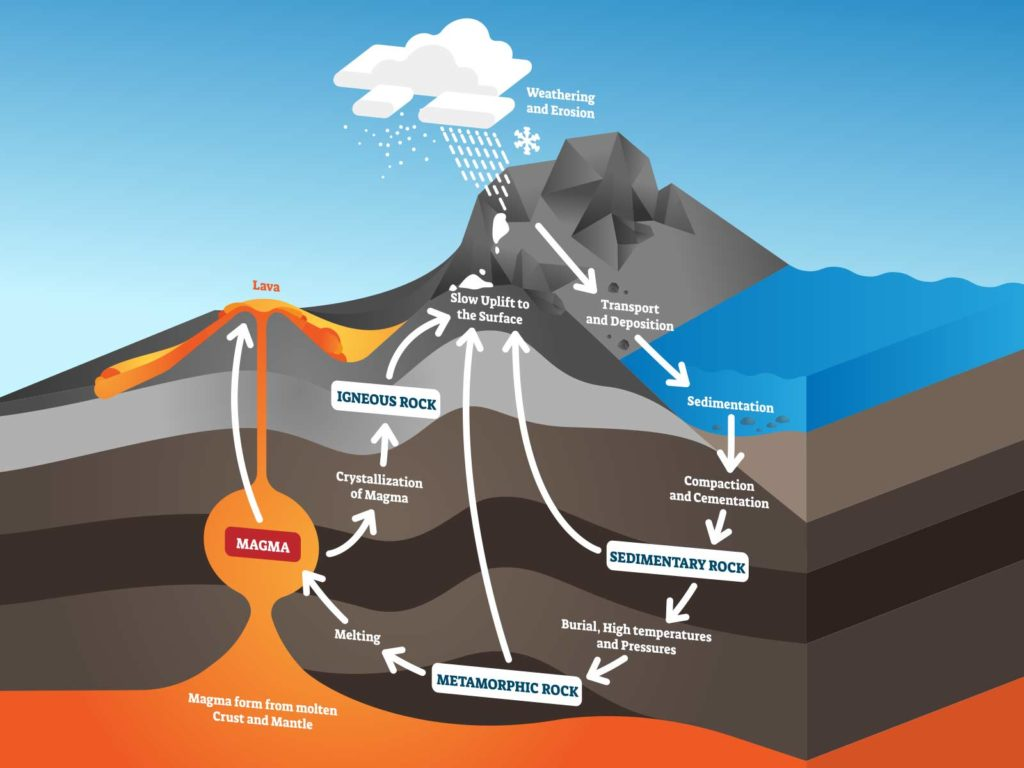 Weathering
and Erosion
Lava
Slow Uplift to
the Surface
Transport
and Deposition
IGNEOUS ROCK
Sedimentation
Crystallization
of Magma
Compaction
and Cementation
MAGMA
SEDIMENTARY ROCK
Burial, High temperatures
and Pressures
Melting
METAMORPHIC ROCK
Magma form from molten
Crust and Mantle